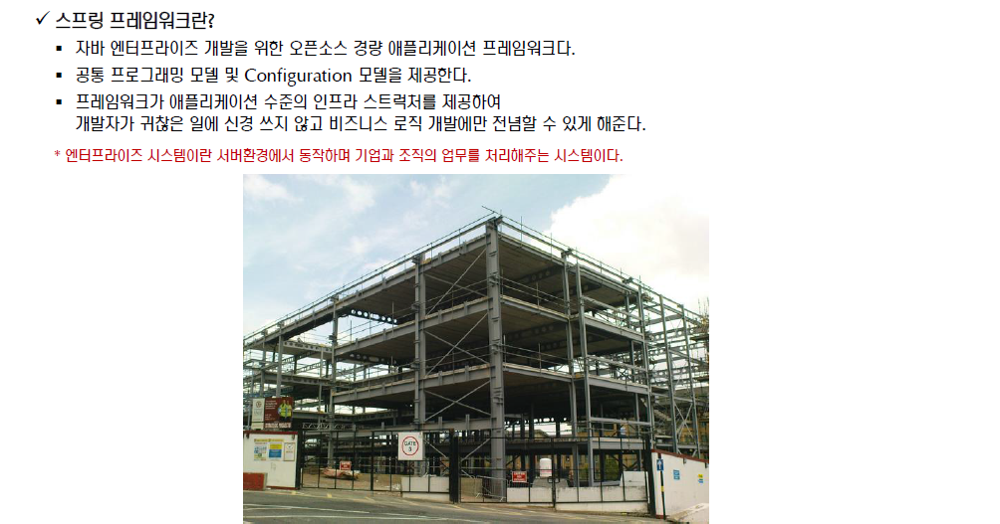 ✓ 스프링 프레임워크란?
▪ 자바 엔터프라이즈 개발을 위한 오픈소스 경량 애플리케이션 프레임워크다.
▪ 공통 프로그래밍 모델 및 Configuration 모델을 제공한다.
▪ 프레임워크가 애플리케이션 수준의 인프라 스트럭처를 제공하여
개발자가 귀찮은 일에 신경 쓰지 않고 비즈니스 로직 개발에만 전념할 수 있게 해준다.
* 엔터프라이즈 시스템이란 서버환경에서 동작하며 기업과 조직의 업무를 처리해주는 시스템이다.
GATE
3